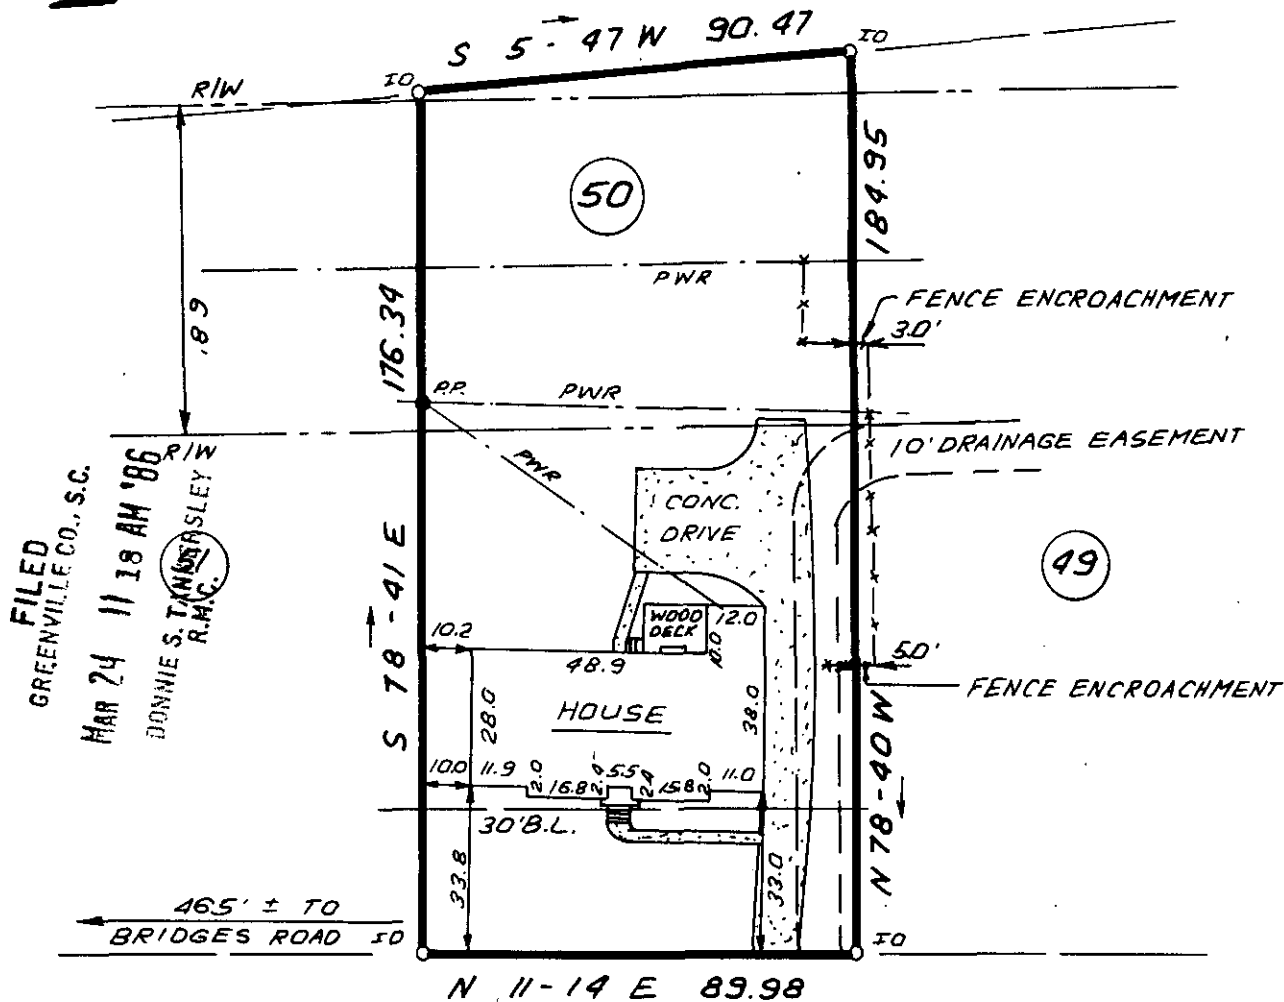 S 5-47 W 90.47
IO
IO
R/W
50
184.95
PWR
68'
176.34
FENCE ENCROACHMENT
3.0'
P.P.
PWR
R/W
10' DRAINAGE EASEMENT
PWR
CONC.
DRIVE
FILED
GREENVILLE CO., S.C.
MAR 24 11 18 AM '86
DONNIE S. TANKERSLEY
R.M.C.
49
S 78-41 E
WOOD
DECK
12.0
10.0
10.2
48.9
5.0'
FENCE ENCROACHMENT
28.0
HOUSE
38.0
N 78-40 W
10.0
11.9
2.0
16.8
2.4
5.5
2.4
15.8
2.0
11.0
30' B.L.
33.8
33.0
465' ± TO
BRIDGES ROAD
IO
IO
N 11-14 E 89.98